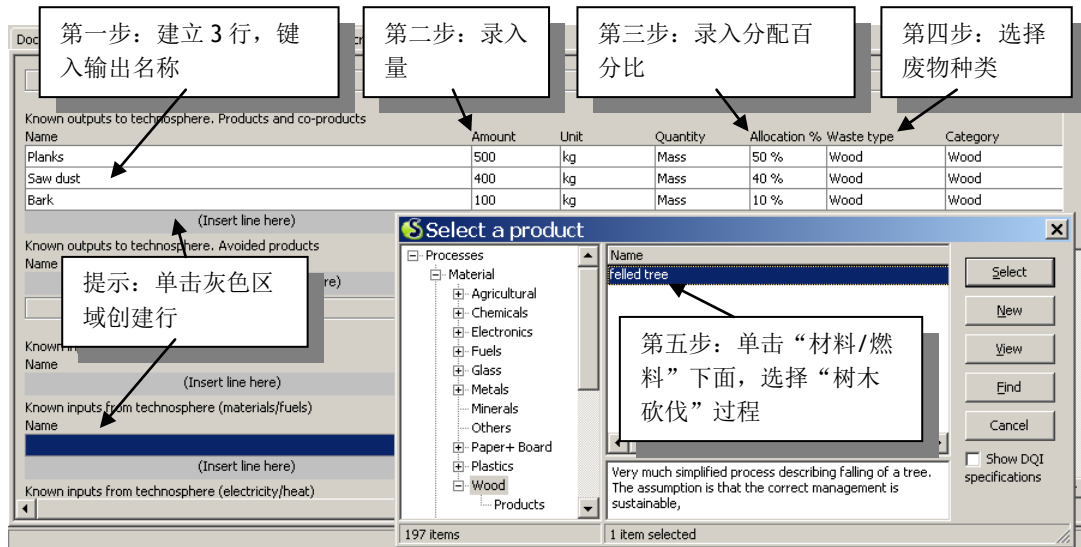 第一步：建立 3 行，键
入输出名称
第二步：录入
量
第三步：录入分配百
分比
第四步：选择
废物种类
Doc
Known outputs to technosphere. Products and co-products
Name Amount Unit Quantity Allocation % Waste type Category
Planks 500 kg Mass 50 % Wood Wood
Saw dust 400 kg Mass 40 % Wood Wood
Bark 100 kg Mass 10 % Wood Wood
(Insert line here)
Known outputs to technosphere. Avoided products
Name
re)
提示：单击灰色区
域创建行
Name
(Insert line here)
Known inputs from technosphere (materials/fuels)
Name
(Insert line here)
Known inputs from technosphere (electricity/heat)
Select a product
Processes
Material
Agricultural
Chemicals
Electronics
Fuels
Glass
Metals
Minerals
Others
Paper+ Board
Plastics
Wood
Products
Name
felled tree
第五步：单击“材料/燃
料”下面，选择“树木
砍伐”过程
Very much simplified process describing falling of a tree.
The assumption is that the correct management is
sustainable,
Select
New
View
Find
Cancel
Show DQI
specifications
197 items
1 item selected